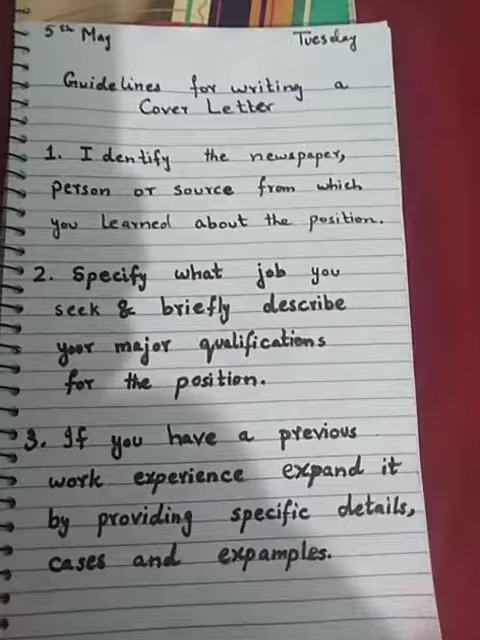 5th May Tuesday
Guidelines for writing a
Cover Letter
1. Identify the newspaper,
person or source from which
you learned about the position.
2. Specify what job you
seek & briefly describe
your major qualifications
for the position.
3. If you have a previous
work experience expand it
by providing specific details,
cases and expamples.